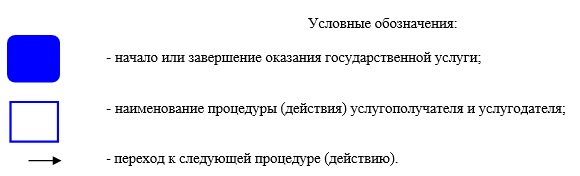 Условные обозначения:
- начало или завершение оказания государственной услуги;
- наименование процедуры (действия) услугополучателя и услугодателя;
- переход к следующей процедуре (действию).